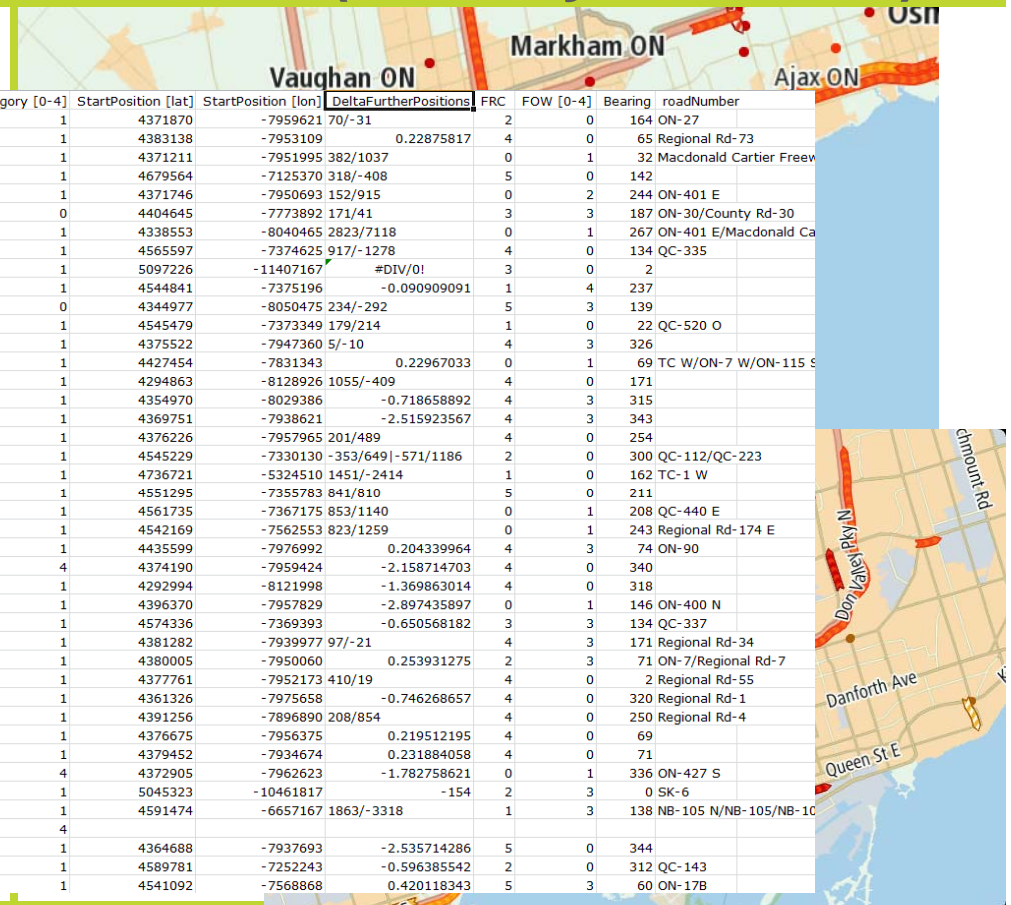 Markham ON
Vaughan ON
Ajax ON
gory [0-4] StartPosition [lat] StartPosition [lon] DeltaFurtherPositions FRC FOW [0-4] Bearing roadNumber
1 4371870 -7959621 70/-31 2 0 164 ON-27
1 4383138 -7953109 0.22875817 4 0 65 Regional Rd-73
1 4371211 -7951995 382/1037 0 1 32 Macdonald Cartier Freew
1 4679564 -7125370 318/-408 5 0 142
1 4371746 -7950693 152/915 0 2 244 ON-401 E
0 4404645 -7773892 171/41 3 3 187 ON-30/County Rd-30
1 4338553 -8040465 2823/7118 0 1 267 ON-401 E/Macdonald Ca
1 4565597 -7374625 917/-1278 4 0 134 QC-335
1 5097226 -11407167 #DIV/0! 3 0 2
1 4544841 -7375196 -0.090909091 1 4 237
0 4344977 -8050475 234/-292 5 3 139
1 4545479 -7373349 179/214 1 0 22 QC-520 O
1 4375522 -7947360 5/-10 4 3 326
1 4427454 -7831343 0.22967033 0 1 69 TC W/ON-7 W/ON-115 S
1 4294863 -8128926 1055/-409 4 0 171
1 4354970 -8029386 -0.718658892 4 3 315
1 4369751 -7938621 -2.515923567 4 3 343
1 4376226 -7957965 201/489 4 0 254
1 4545229 -7330130 -353/649|-571/1186 2 0 300 QC-112/QC-223
1 4736721 -5324510 1451/-2414 1 0 162 TC-1 W
1 4551295 -7355783 841/810 5 0 211
1 4561735 -7367175 853/1140 0 1 208 QC-440 E
1 4542169 -7562553 823/1259 0 1 243 Regional Rd-174 E
1 4435599 -7976992 0.204339964 4 3 74 ON-90
4 4374190 -7959424 -2.158714703 4 0 340
1 4292994 -8121998 -1.369863014 4 0 318
1 4396370 -7957829 -2.897435897 0 1 146 ON-400 N
1 4574336 -7369393 -0.650568182 3 3 134 QC-337
1 4381282 -7939977 97/-21 4 3 171 Regional Rd-34
1 4380005 -7950060 0.253931275 2 3 71 ON-7/Regional Rd-7
1 4377761 -7952173 410/19 4 0 2 Regional Rd-55
1 4361326 -7975658 -0.746268657 4 0 320 Regional Rd-1
1 4391256 -7896890 208/854 4 0 250 Regional Rd-4
1 4376675 -7956375 0.219512195 4 0 69
1 4379452 -7934674 0.231884058 4 0 71
4 4372905 -7962623 -1.782758621 0 1 336 ON-427 S
1 5045323 -10461817 -154 2 3 0 SK-6
1 4591474 -6657167 1863/-3318 1 3 138 NB-105 N/NB-105/NB-10
4
1 4364688 -7937693 -2.535714286 5 0 344
1 4589781 -7252243 -0.596385542 2 0 312 QC-143
1 4541092 -7568868 0.420118343 5 3 60 ON-17B
chmount Rd
Don Valley Pky N
Danforth Ave
Queen St E